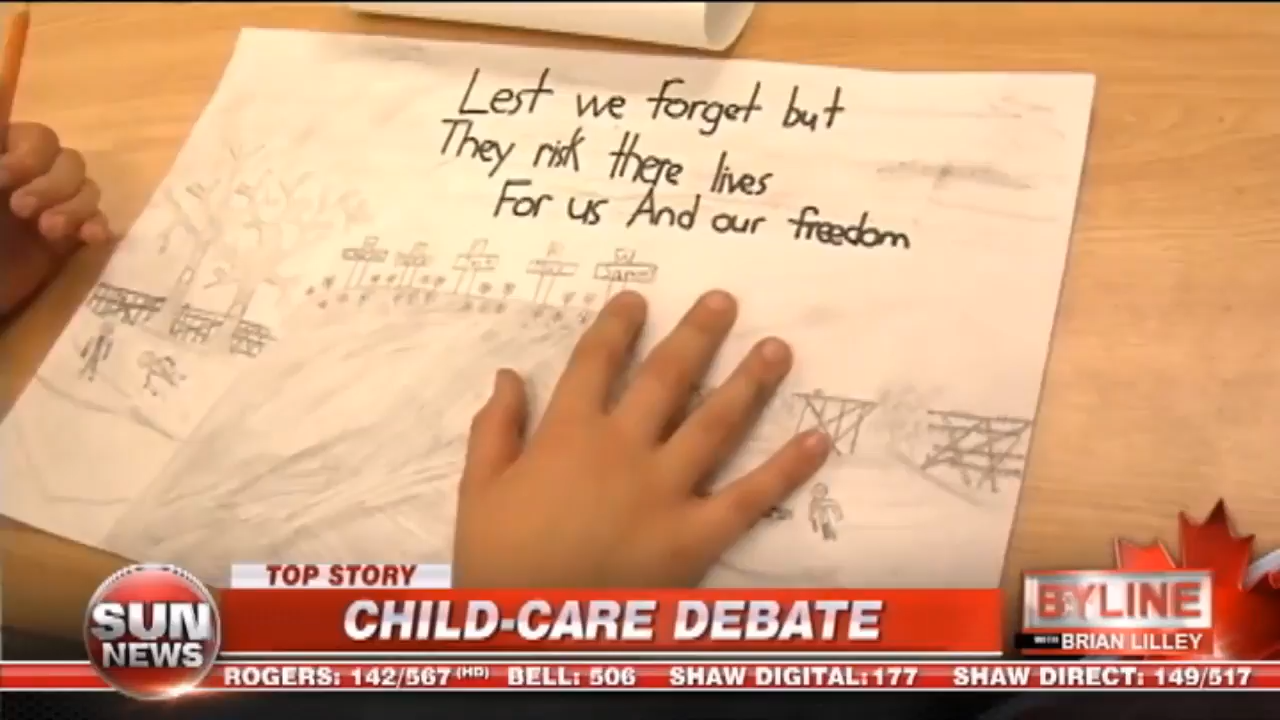 Lest we forget but
They risk there lives
For us And our freedom
TOP STORY
CHILD-CARE DEBATE
SUN
NEWS
BYLINE
WITH BRIAN LILLEY
ROGERS: 142/567 (HD) BELL: 506 SHAW DIGITAL: 177 SHAW DIRECT: 149/517